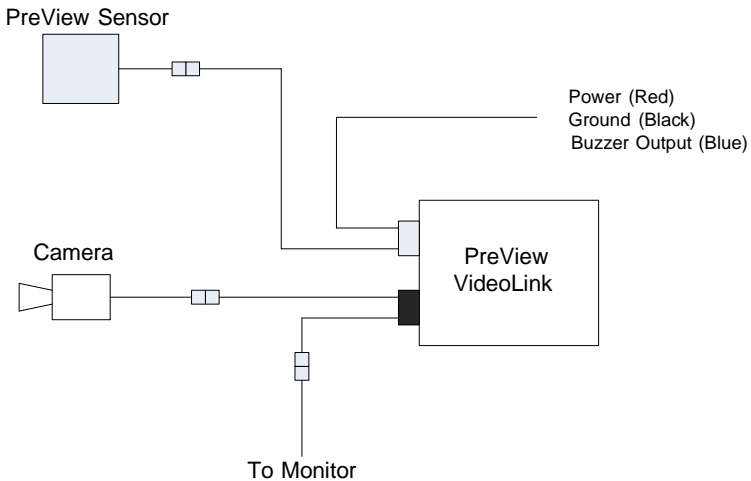 PreView Sensor
Power (Red)
Ground (Black)
Buzzer Output (Blue)
Camera
PreView
VideoLink
To Monitor